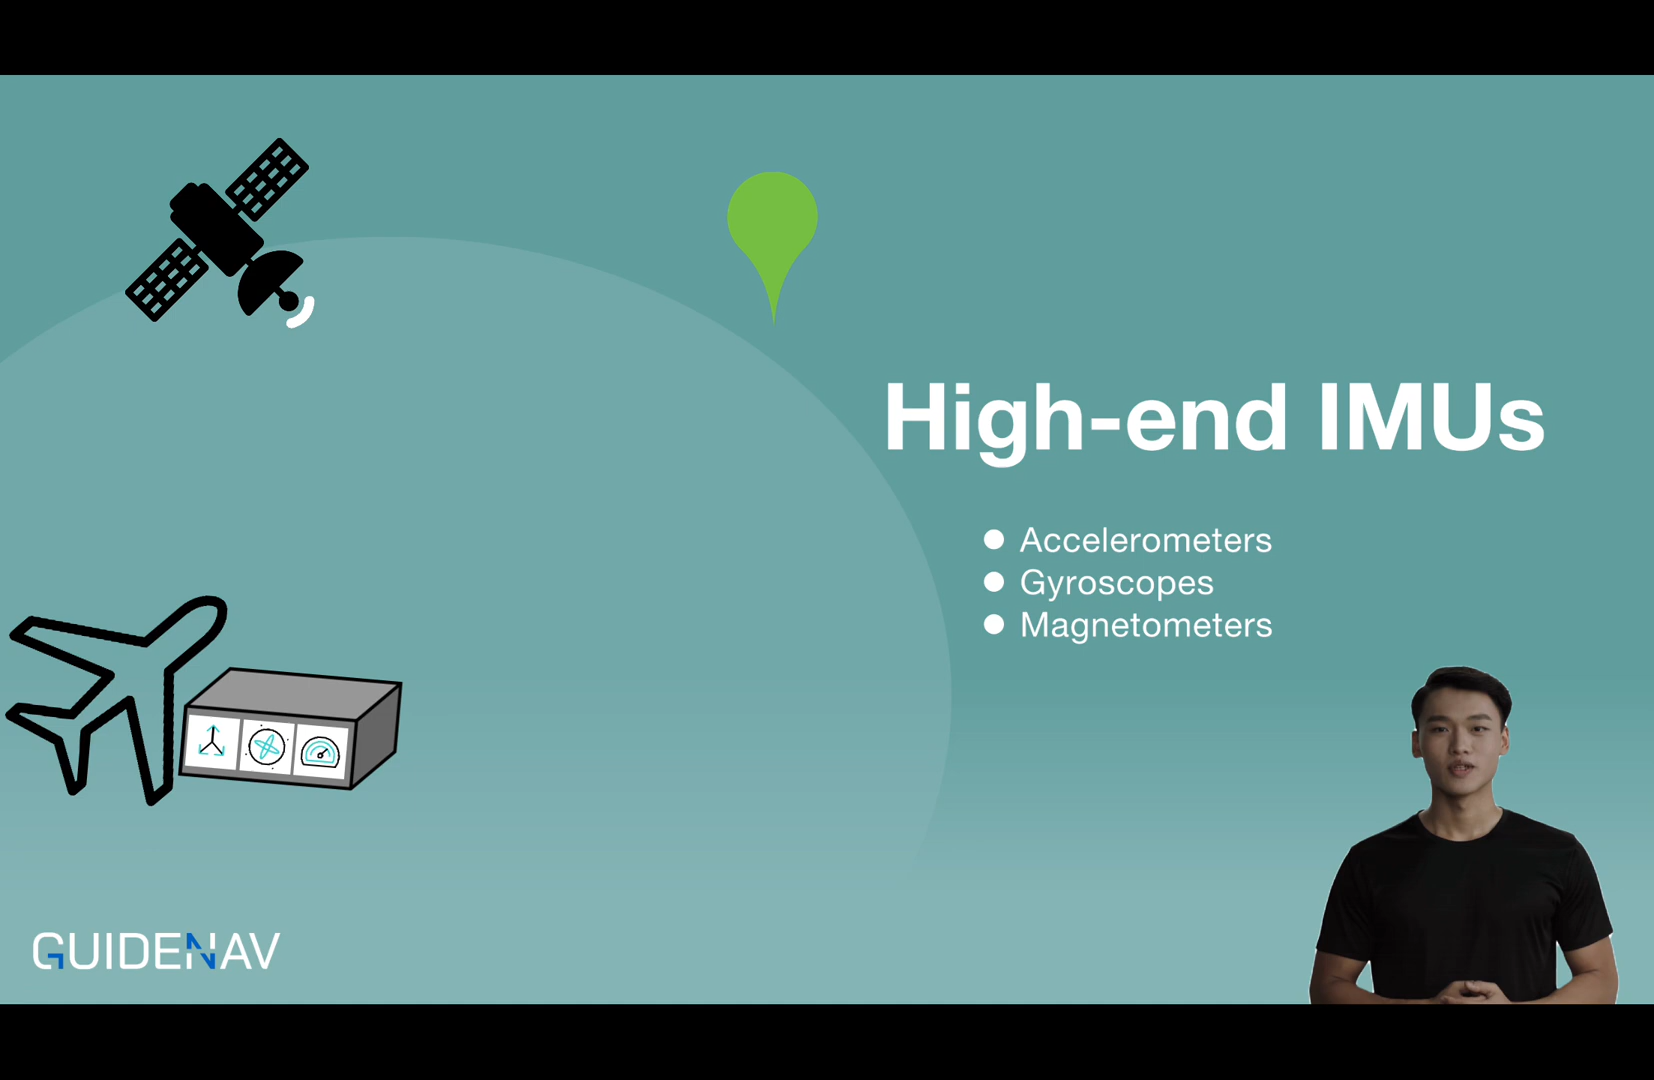 High-end IMUs
Accelerometers
Gyroscopes
Magnetometers
GUIDENAV